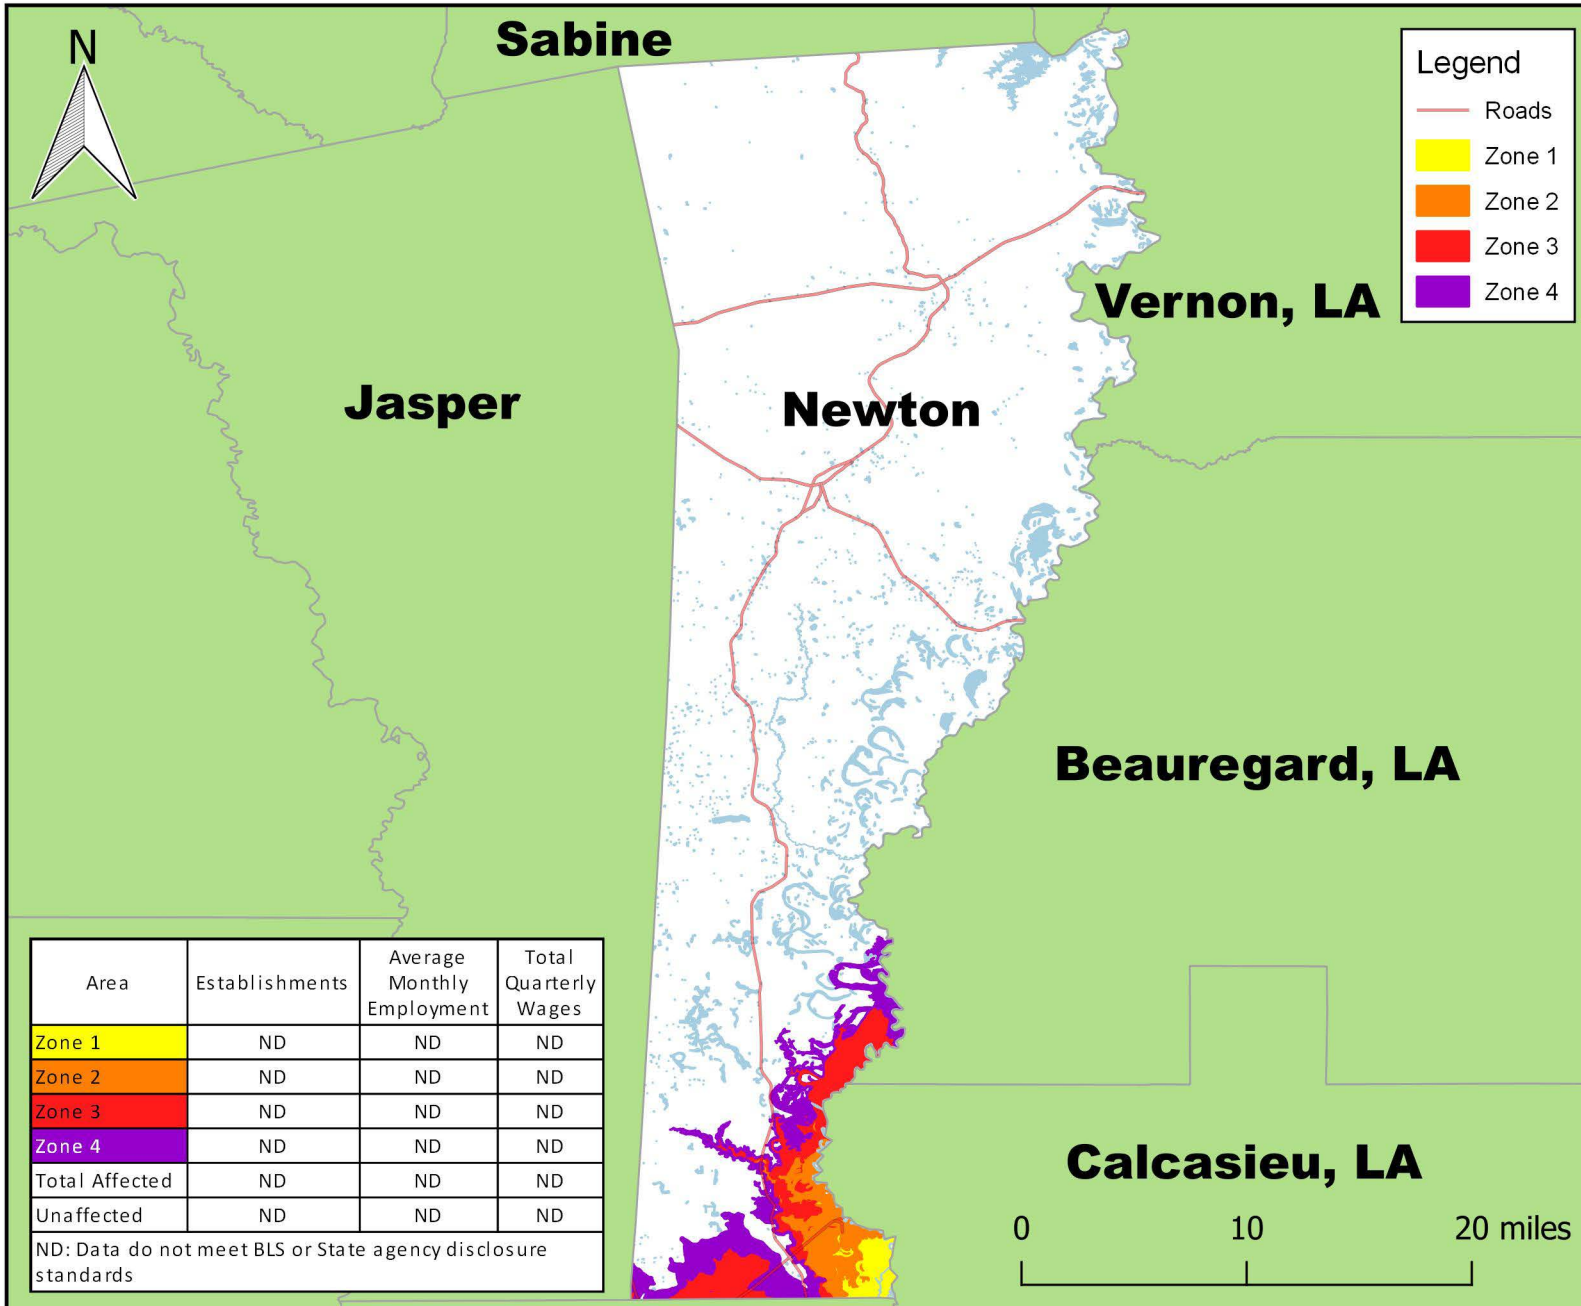 Sabine
N
Legend
Roads
Zone 1
Zone 2
Zone 3
Zone 4
Vernon, LA
Jasper
Newton
Beauregard, LA
Calcasieu, LA
0 10 20 miles
Area Establishments Average Monthly Employment Total Quarterly Wages
Zone 1 ND ND ND
Zone 2 ND ND ND
Zone 3 ND ND ND
Zone 4 ND ND ND
Total Affected ND ND ND
Unaffected ND ND ND
ND: Data do not meet BLS or State agency disclosure
standards